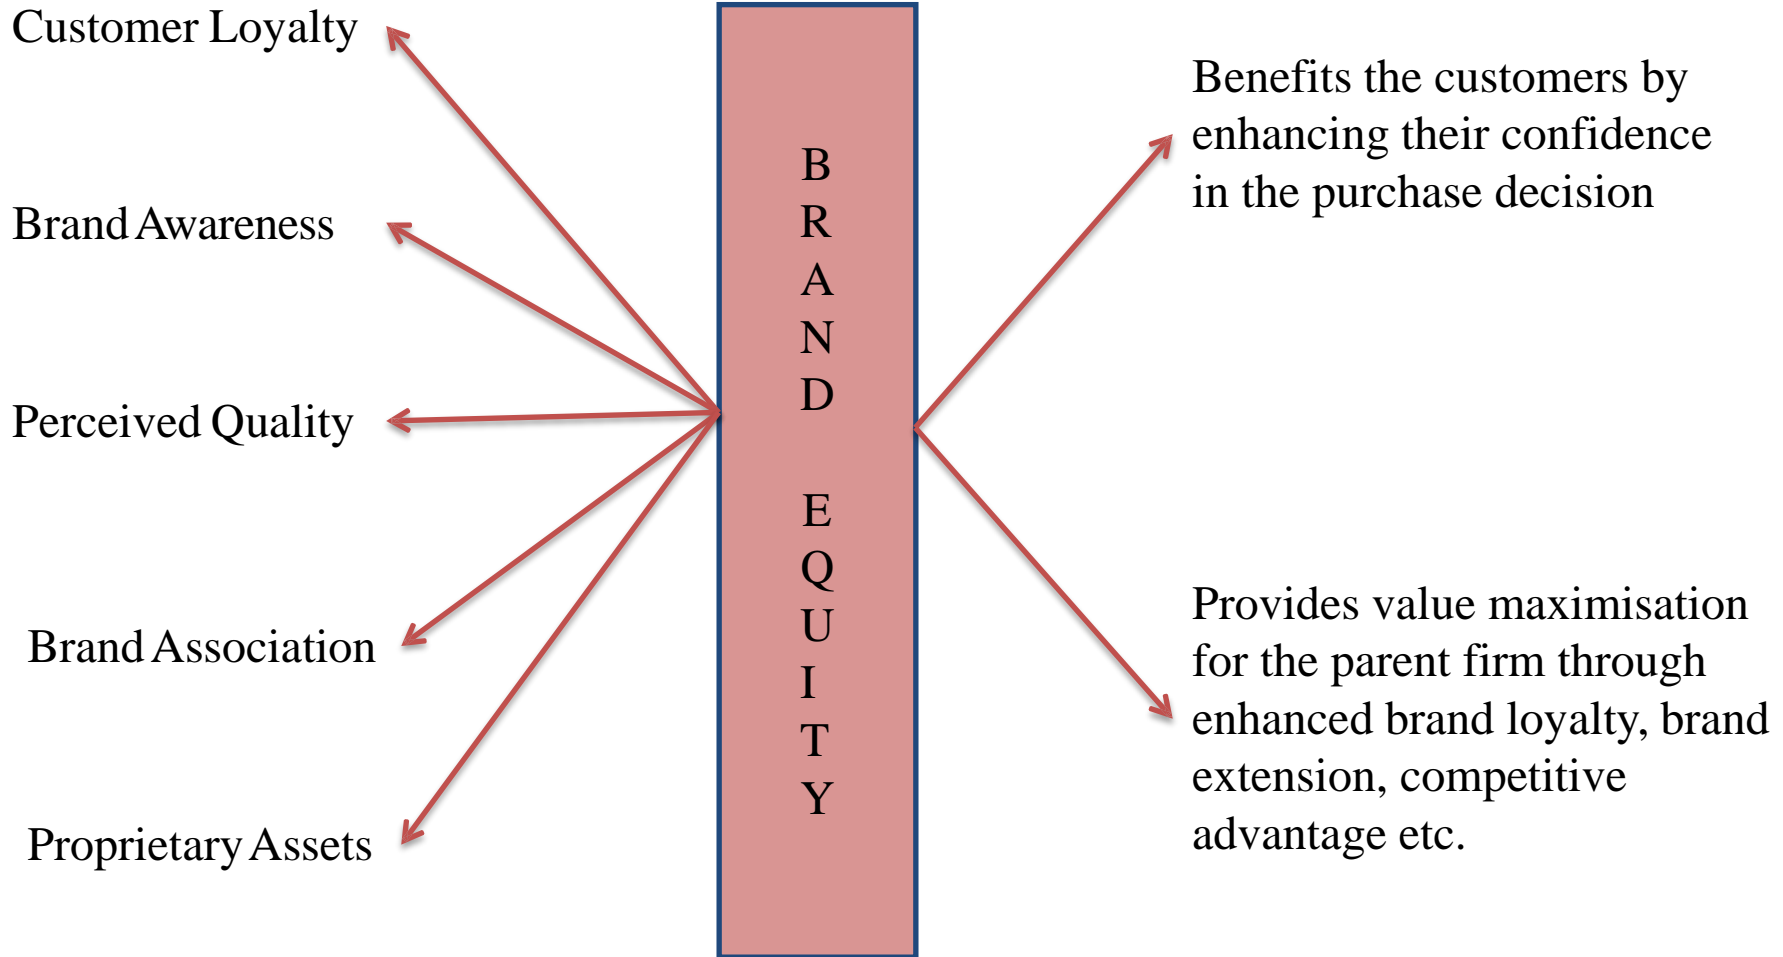 Customer Loyalty
Brand Awareness
Perceived Quality
Brand Association
Proprietary Assets
B
R
A
N
D
E
Q
U
I
T
Y
Benefits the customers by
enhancing their confidence
in the purchase decision
Provides value maximisation
for the parent firm through
enhanced brand loyalty, brand
extension, competitive
advantage etc.